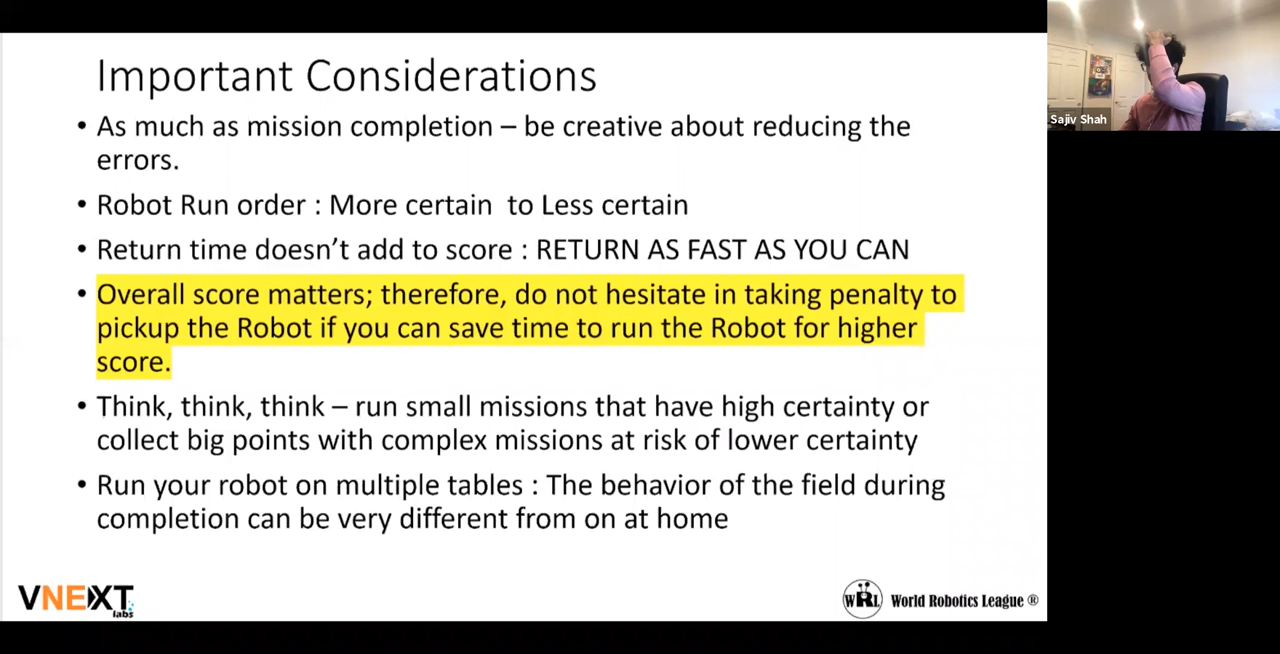 Important Considerations
• As much as mission completion – be creative about reducing the
errors.
• Robot Run order : More certain  to Less certain
• Return time doesn’t add to score : RETURN AS FAST AS YOU CAN
• Overall score matters; therefore, do not hesitate in taking penalty to
pickup the Robot if you can save time to run the Robot for higher
score.
• Think, think, think – run small missions that have high certainty or
collect big points with complex missions at risk of lower certainty
• Run your robot on multiple tables : The behavior of the field during
completion can be very different from on at home
VNEXT
labs
WRL World Robotics League ®
Sajiv Shah